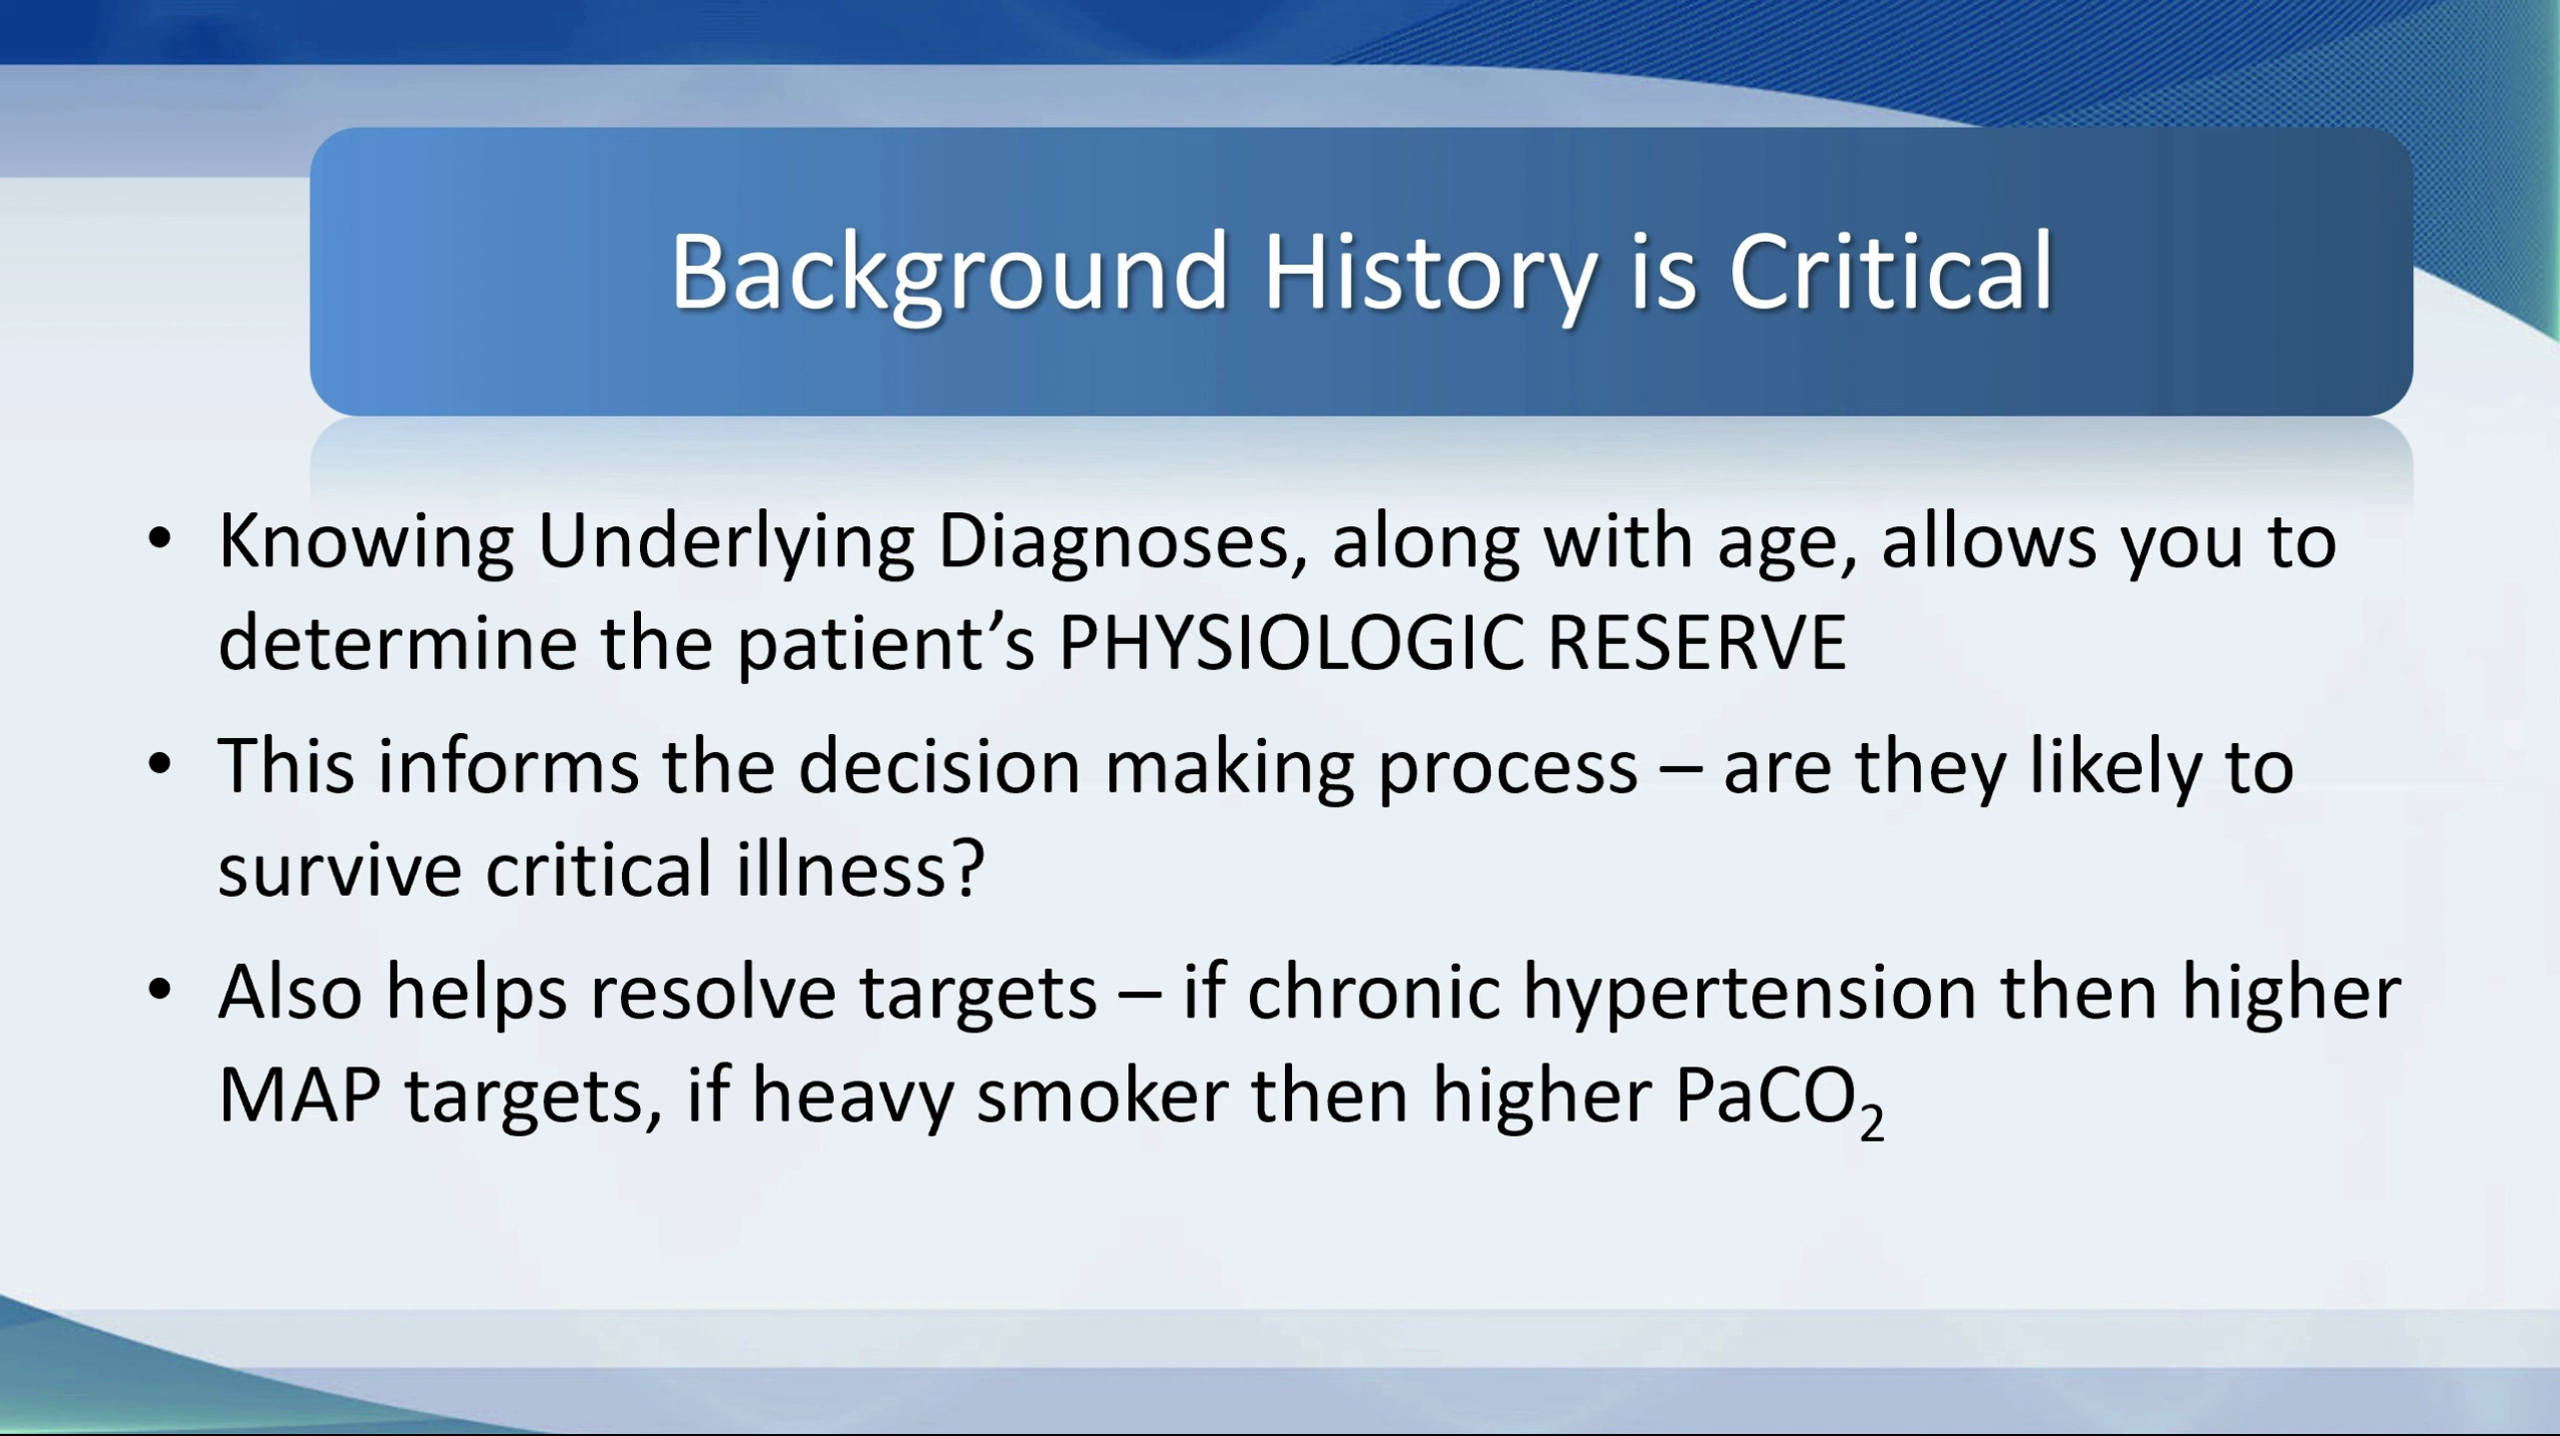 Background History is Critical
• Knowing Underlying Diagnoses, along with age, allows you to
determine the patient’s PHYSIOLOGIC RESERVE
• This informs the decision making process – are they likely to
survive critical illness?
• Also helps resolve targets – if chronic hypertension then higher
MAP targets, if heavy smoker then higher PaCO₂